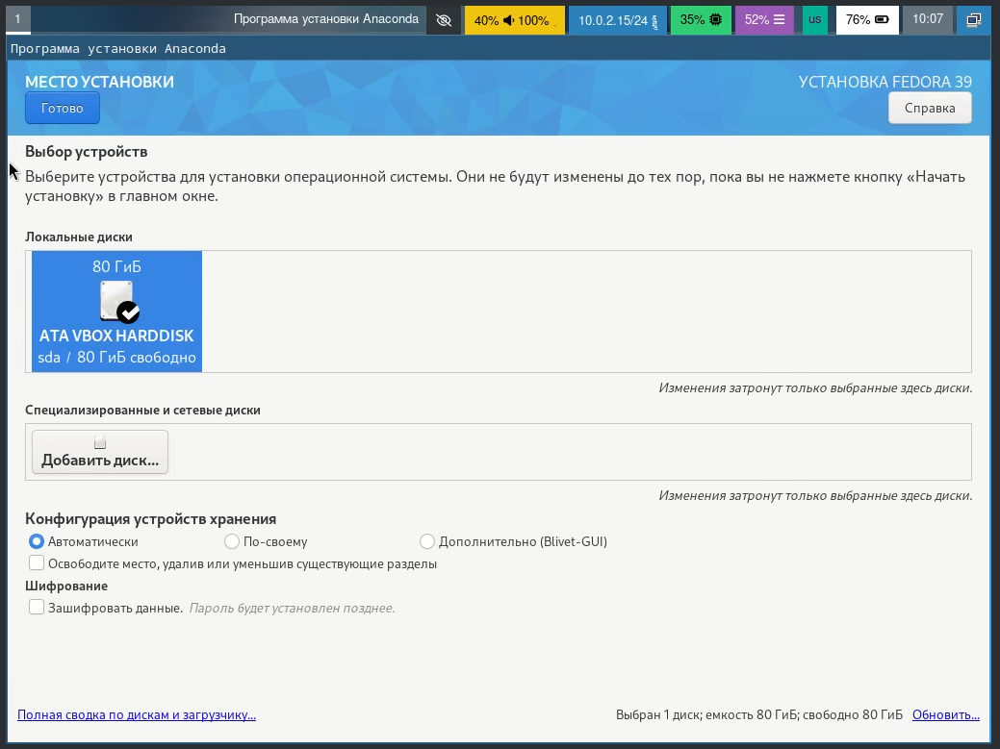 1
Программа установки Anaconda
40% 100%
10.0.2.15/24
35%
52%
us
76%
10:07
Программа установки Anaconda
МЕСТО УСТАНОВКИ
УСТАНОВКА FEDORA 39
Готово
Справка
Выбор устройств
Выберите устройства для установки операционной системы. Они не будут изменены до тех пор, пока вы не нажмете кнопку «Начать
установку» в главном окне.
Локальные диски
80 ГиБ
ATA VBOX HARDDISK
sda / 80 ГиБ свободно
Изменения затронут только выбранные здесь диски.
Специализированные и сетевые диски
Добавить диск...
Изменения затронут только выбранные здесь диски.
Конфигурация устройств хранения
Автоматически
По-своему
Дополнительно (Blivet-GUI)
Освободите место, удалив или уменьшив существующие разделы
Шифрование
Зашифровать данные. Пароль будет установлен позднее.
Полная сводка по дискам и загрузчику...
Выбран 1 диск; емкость 80 ГиБ; свободно 80 ГиБ
Обновить...